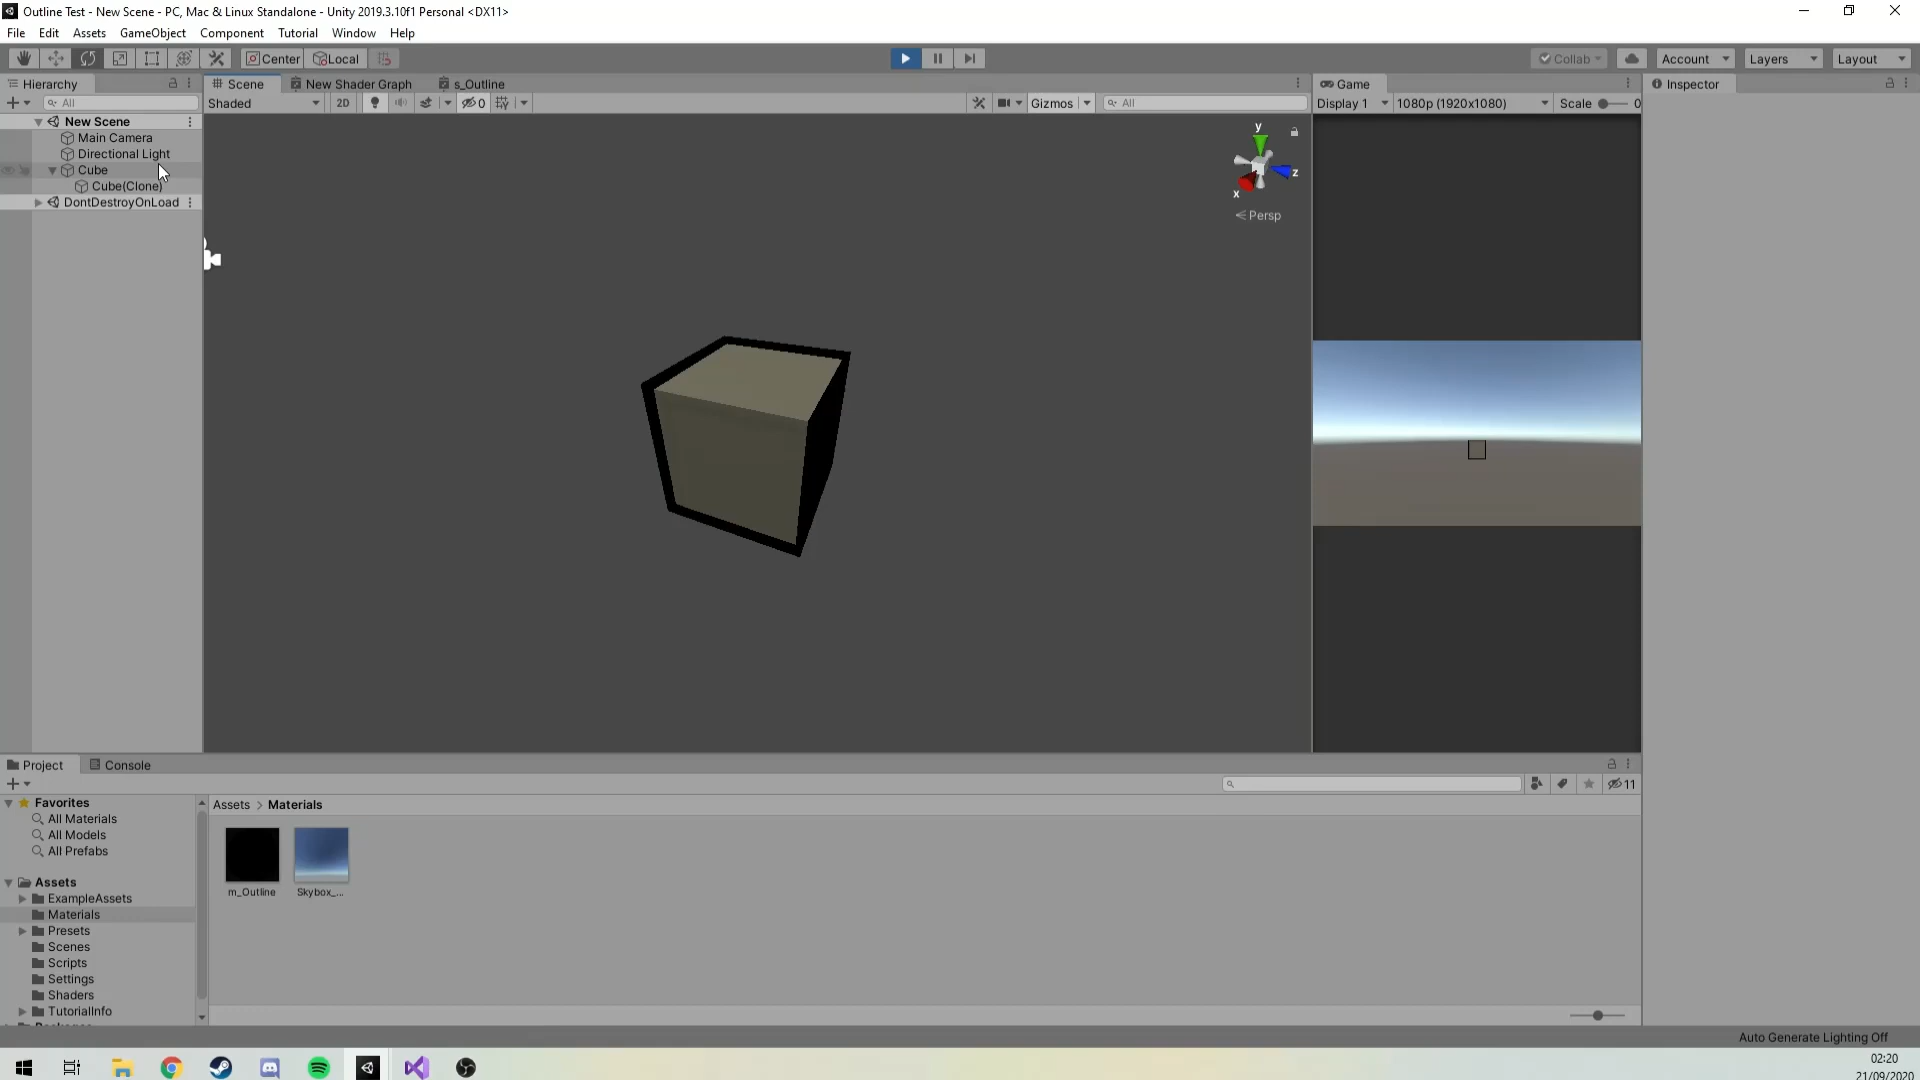 Outline Test - New Scene - PC, Mac & Linux Standalone - Unity 2019.3.10f1 Personal <DX11>
File Edit Assets GameObject Component Tutorial Window Help
Center Local Collab Account Layers Layout
Hierarchy Scene New Shader Graph s_Outline Game Inspector
All Shaded 2D 0 Gizmos All Display 1 1080p (1920x1080) Scale 0
New Scene
Main Camera
Directional Light
Cube
Cube(Clone)
DontDestroyOnLoad
y
z
x
Persp
Project Console
11
Favorites
All Materials
All Models
All Prefabs
Assets
ExampleAssets
Materials
Presets
Scenes
Scripts
Settings
Shaders
TutorialInfo
Assets > Materials
m_Outline Skybox_...
Auto Generate Lighting Off
02:20
21/09/2020